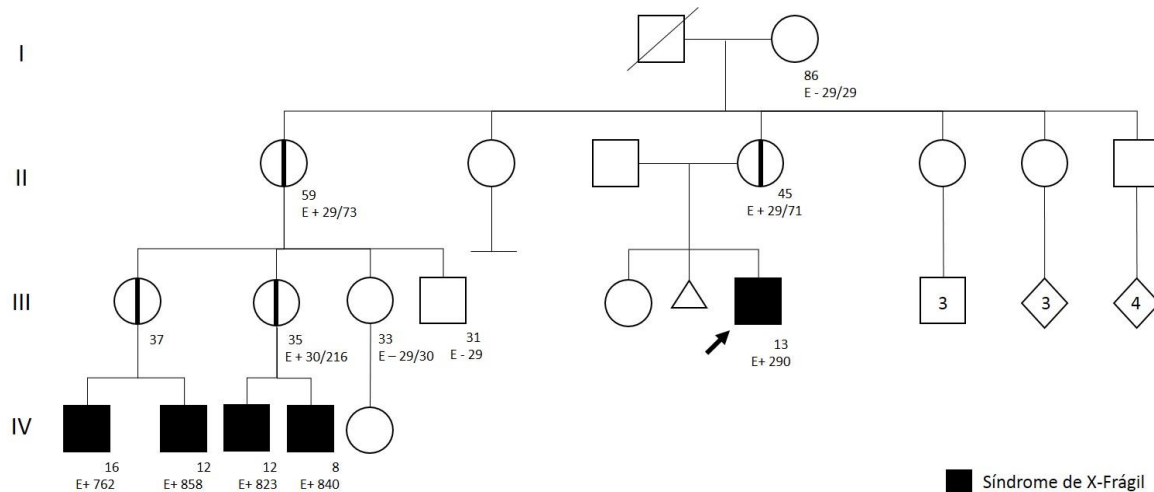 I
86
E - 29/29
II
59
E + 29/73
45
E + 29/71
III
37
35
E + 30/216
33
E – 29/30
31
E - 29
13
E+ 290
3
3
4
IV
16
E+ 762
12
E+ 858
12
E+ 823
8
E+ 840
Síndrome de X-Frágil